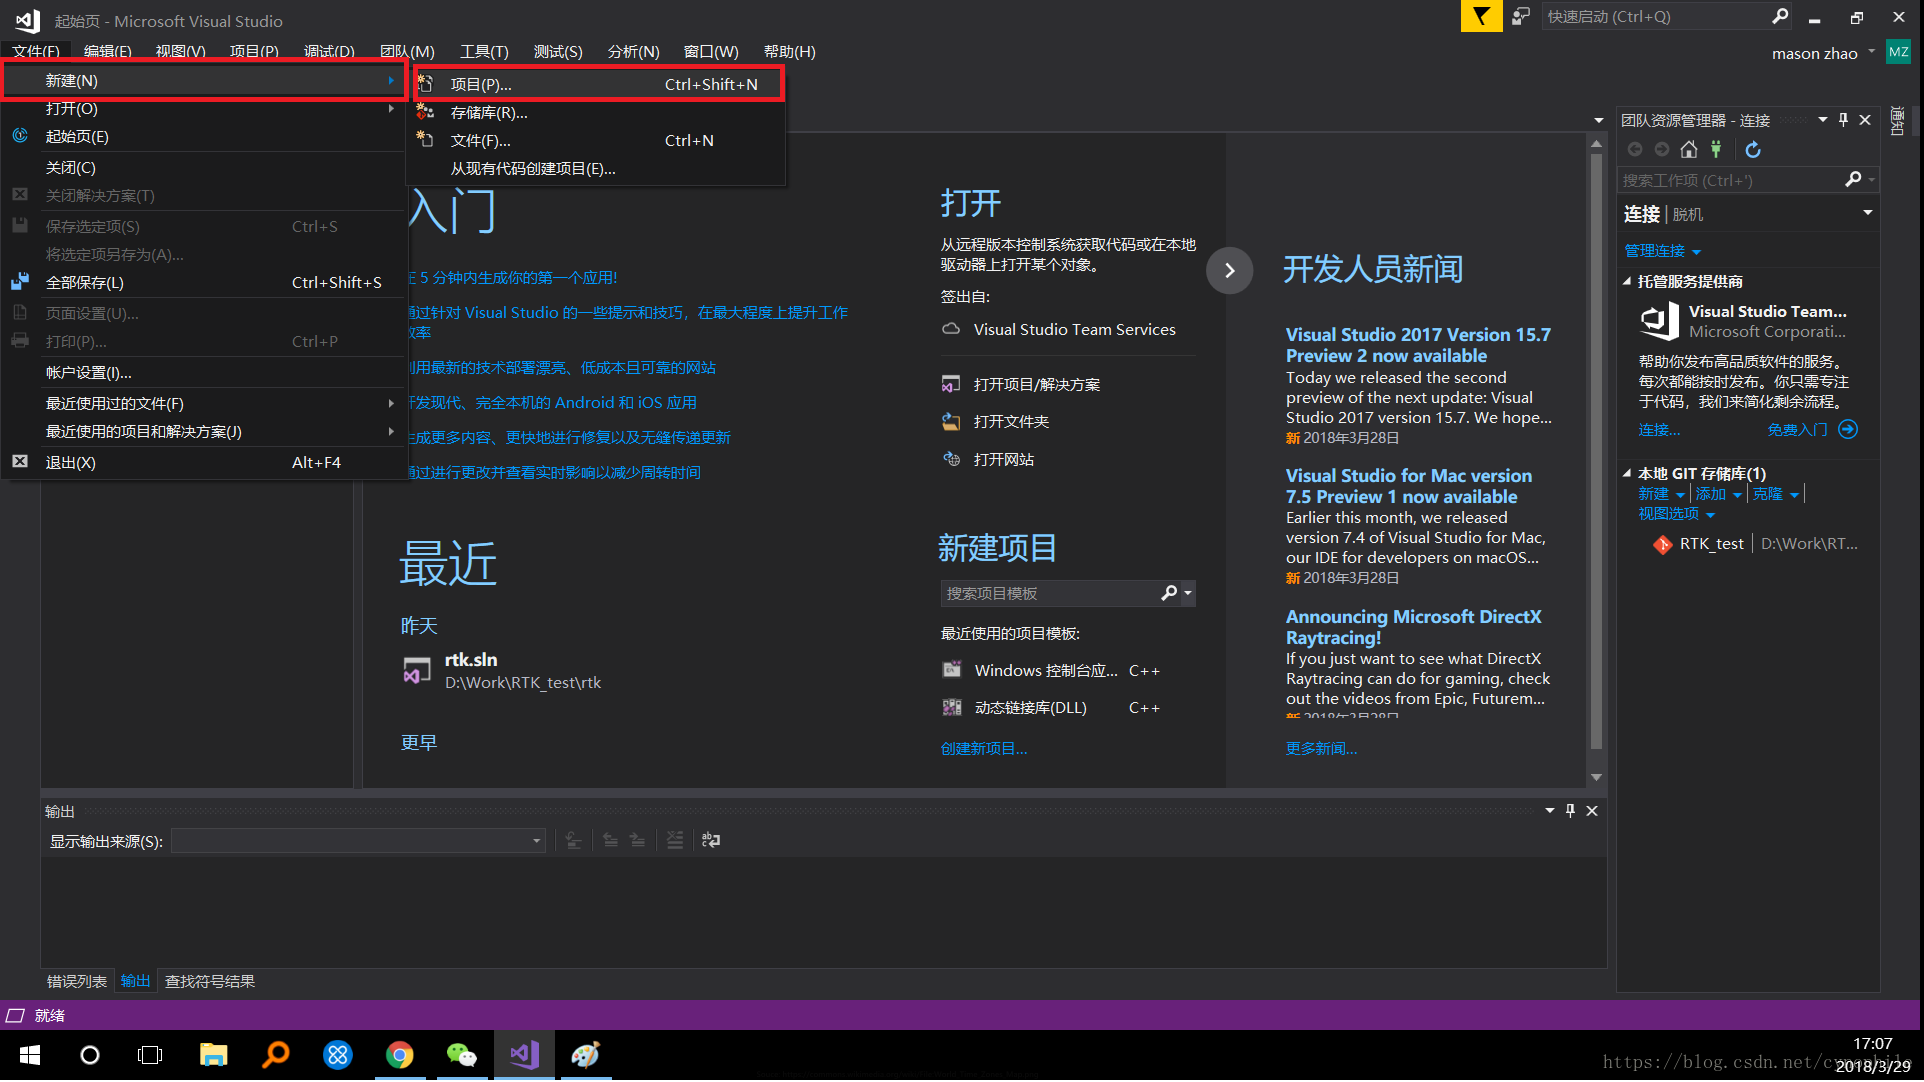 起始页 - Microsoft Visual Studio
快速启动 (Ctrl+Q)
文件(F) 编辑(E) 视图(V) 项目(P) 调试(D) 团队(M) 工具(T) 测试(S) 分析(N) 窗口(W) 帮助(H)
mason zhao MZ
新建(N)
打开(O)
起始页(E)
关闭(C)
关闭解决方案(T)
保存选定项(S) Ctrl+S
将选定项另存为(A)...
全部保存(L) Ctrl+Shift+S
页面设置(U)...
打印(P)... Ctrl+P
帐户设置(I)...
最近使用过的文件(F)
最近使用的项目和解决方案(J)
退出(X) Alt+F4
项目(P)... Ctrl+Shift+N
存储库(R)...
文件(F)... Ctrl+N
从现有代码创建项目(E)...
入门
5 分钟内生成你的第一个应用!
通过针对 Visual Studio 的一些提示和技巧，在最大程度上提升工作
效率
利用最新的技术部署漂亮、低成本且可靠的网站
开发现代、完全本机的 Android 和 iOS 应用
生成更多内容、更快地进行修复以及无缝传递更新
通过进行更改并查看实时影响以减少周转时间
最近
昨天
rtk.sln
D:\Work\RTK_test\rtk
更早
打开
从远程版本控制系统获取代码或在本地
驱动器上打开某个对象。
签出自:
Visual Studio Team Services
打开项目/解决方案
打开文件夹
打开网站
新建项目
搜索项目模板
最近使用的项目模板:
Windows 控制台应... C++
动态链接库(DLL) C++
创建新项目...
开发人员新闻
Visual Studio 2017 Version 15.7
Preview 2 now available
Today we released the second
preview of the next update: Visual
Studio 2017 version 15.7. We hope...
新 2018年3月28日
Visual Studio for Mac version
7.5 Preview 1 now available
Earlier this month, we released
version 7.4 of Visual Studio for Mac,
our IDE for developers on macOS...
新 2018年3月28日
Announcing Microsoft DirectX
Raytracing!
If you just want to see what DirectX
Raytracing can do for gaming, check
out the videos from Epic, Futurem...
新 2018年3月28日
更多新闻...
团队资源管理器 - 连接
搜索工作项 (Ctrl+')
连接 | 脱机
管理连接
托管服务提供商
Visual Studio Team...
Microsoft Corporati...
帮助你发布高品质软件的服务。
每次都能按时发布。你只需专注
于代码，我们来简化剩余流程。
连接... 免费入门
本地 GIT 存储库(1)
新建 添加 克隆
视图选项
RTK_test D:\Work\RT...
通知
输出
显示输出来源(S):
错误列表 输出 查找符号结果
就绪
17:07
2018/3/29